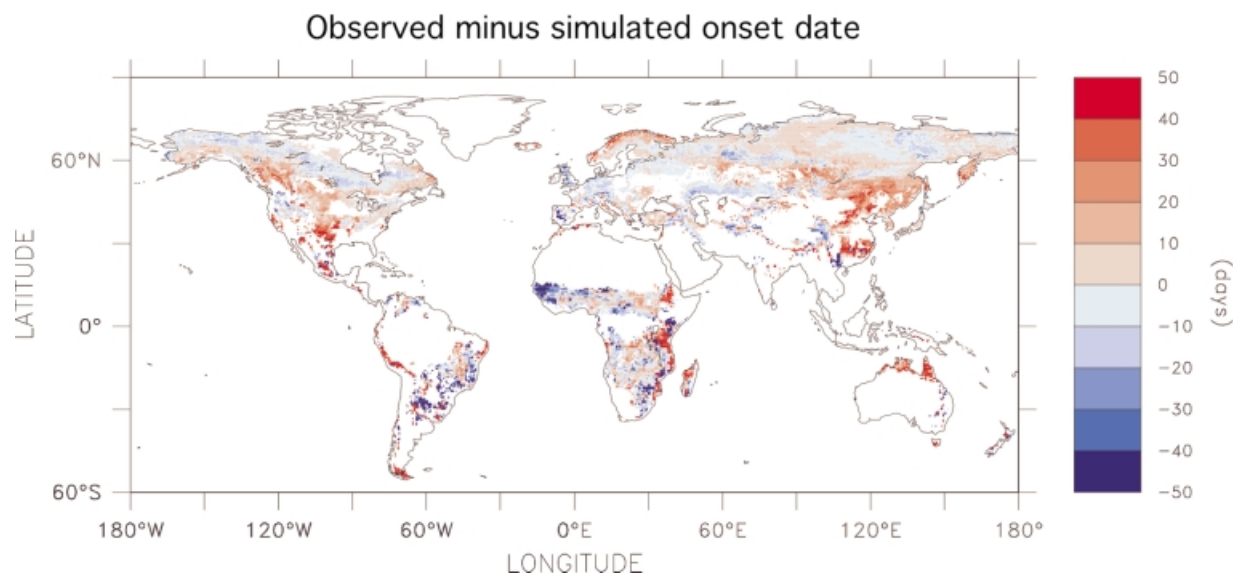 Observed minus simulated onset date
50
40
30
20
10
0
-10
-20
-30
-40
-50
(days)
LATITUDE
60°N
0°
60°S
180°W 120°W 60°W 0°E 60°E 120°E 180°
LONGITUDE